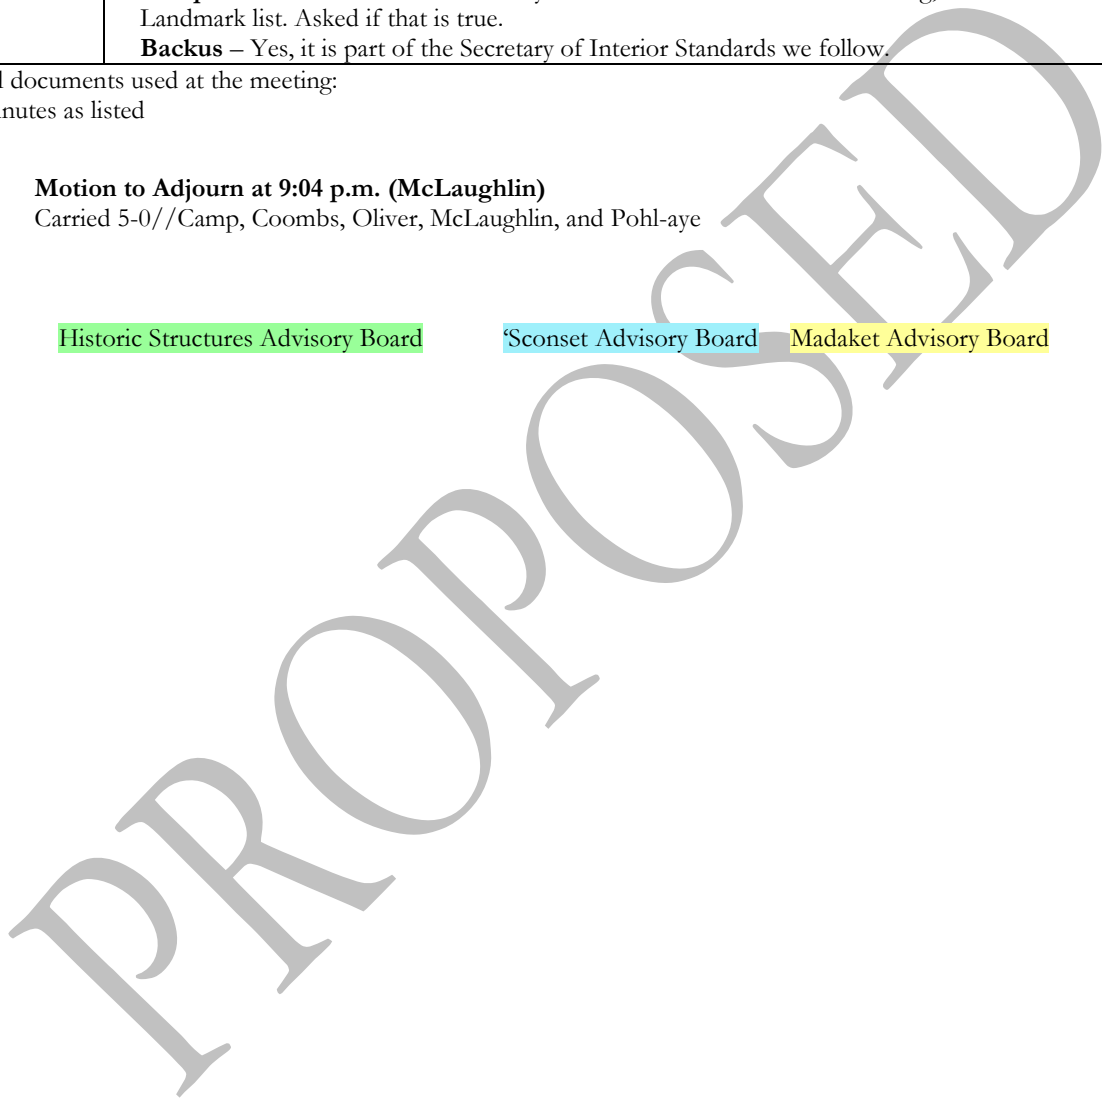 Landmark list. Asked if that is true.
Backus – Yes, it is part of the Secretary of Interior Standards we follow.
documents used at the meeting:
as listed
Motion to Adjourn at 9:04 p.m. (McLaughlin)
Carried 5-0//Camp, Coombs, Oliver, McLaughlin, and Pohl-aye
Historic Structures Advisory Board ‘Sconset Advisory Board Madaket Advisory Board
PROPOSED